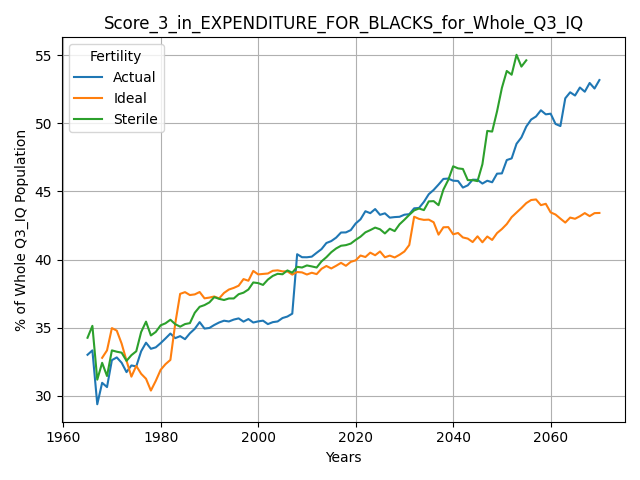 Score_3_in_EXPENDITURE_FOR_BLACKS_for_Whole_Q3_IQ
Fertility
Actual
Ideal
Sterile
% of Whole Q3_IQ Population
55
50
45
40
35
30
1960
1980
2000
2020
2040
2060
Years